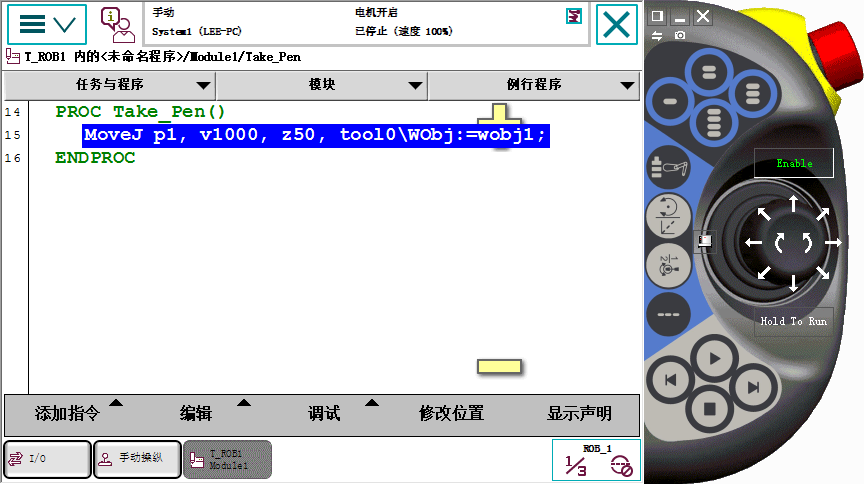 手动
电机开启
System1 (LEE-PC)
已停止 (速度 100%)
T_ROB1 内的<未命名程序>/Module1/Take_Pen
任务与程序
模块
例行程序
14 PROC Take_Pen()
15 MoveJ p1, v1000, z50, tool0\WObj:=wobj1;
16 ENDPROC
Enable
Hold To Run
添加指令
编辑
调试
修改位置
显示声明
I/O
手动操纵
T_ROB1
Module1
ROB_1
1/3